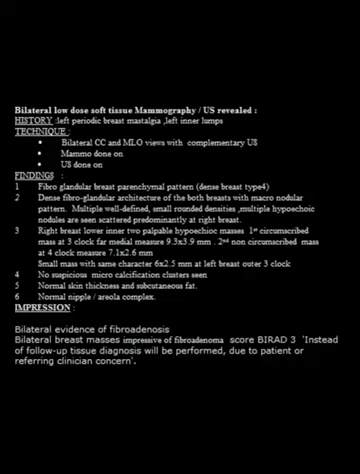 Bilateral low dose soft tissue Mammography / US revealed :
HISTORY :left periodic breast mastalgia ,left inner lumps
TECHNIQUE :
• Bilateral CC and MLO views with complementary US
• Mammo done on
• US done on
FINDINGS :
1 Fibro glandular breast parenchymal pattern (dense breast type4)
2 Dense fibro-glandular architecture of the both breasts with macro nodular
pattern. Multiple well-defined, small rounded densities ,multiple hypoechoic
nodules are seen scattered predominantly at right breast.
3 Right breast lower inner two palpable hypoechioc masses 1st circumscribed
mass at 3 clock far medial measure 9.3x3.9 mm . 2nd non circumscribed mass
at 4 clock measure 7.1x2.6 mm
Small mass with same character 6x2.5 mm at left breast outer 3 clock
4 No suspicious micro calcification clusters seen
5 Normal skin thickness and subcutaneous fat.
6 Normal nipple / areola complex.
IMPRESSION :
Bilateral evidence of fibroadenosis
Bilateral breast masses impressive of fibroadenoma score BIRAD 3 'Instead
of follow-up tissue diagnosis will be performed, due to patient or
referring clinician concern'.